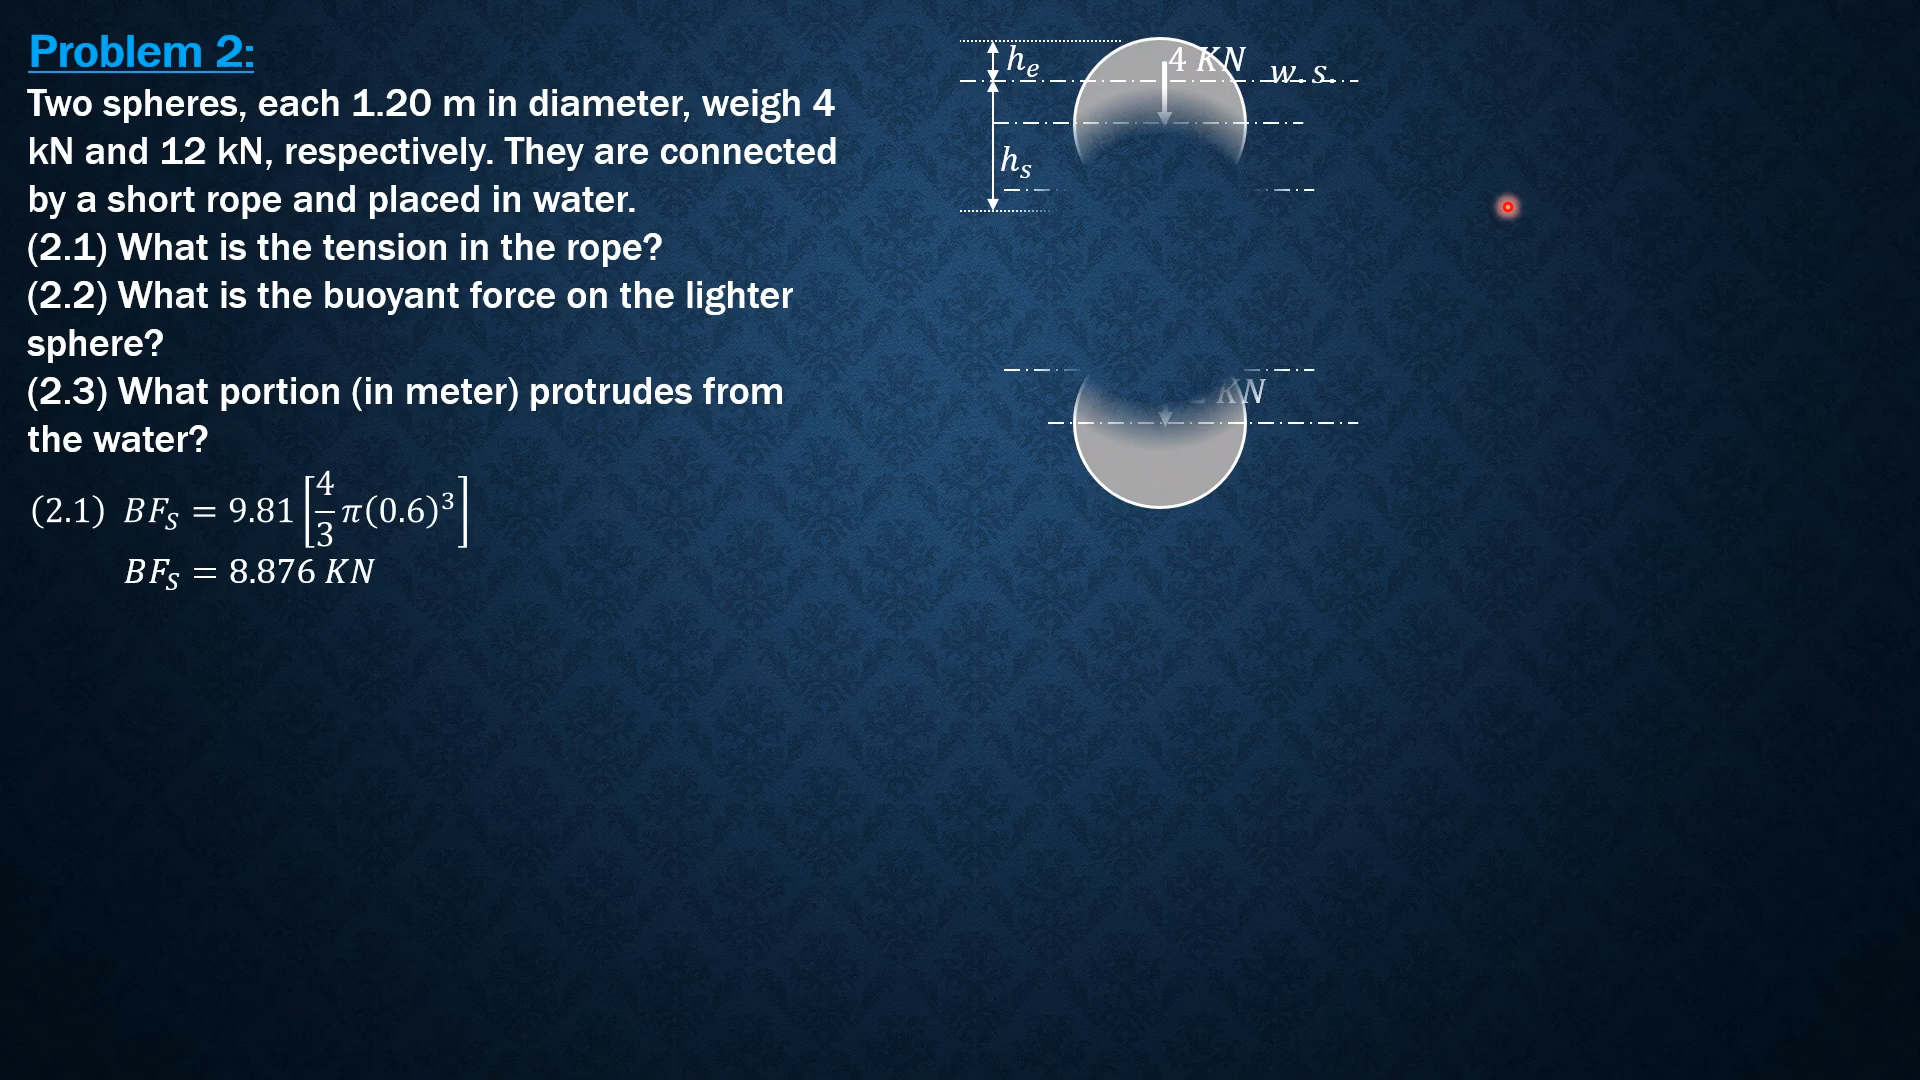 Problem 2:
Two spheres, each 1.20 m in diameter, weigh 4
kN and 12 kN, respectively. They are connected
by a short rope and placed in water.
(2.1) What is the tension in the rope?
(2.2) What is the buoyant force on the lighter
sphere?
(2.3) What portion (in meter) protrudes from
the water?
(2.1) BF_S = 9.81 [4/3 π(0.6)^3]
BF_S = 8.876 KN
h_e
4 KN
w.s.
h_s
KN